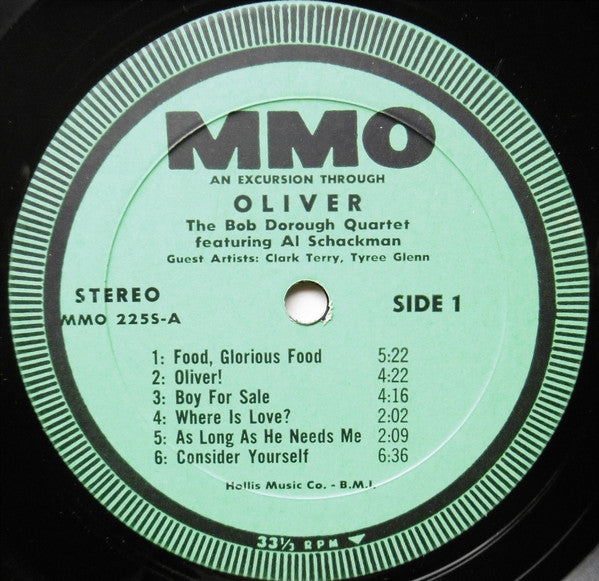 MMO
AN EXCURSION THROUGH
OLIVER
The Bob Dorough Quartet
featuring Al Schackman
Guest Artists: Clark Terry, Tyree Glenn
STEREO
MMO 225S-A
SIDE 1
1: Food, Glorious Food 5:22
2: Oliver! 4:22
3: Boy For Sale 4:16
4: Where Is Love? 2:02
5: As Long As He Needs Me 2:09
6: Consider Yourself 6:36
Hollis Music Co. - B.M.I.
33⅓ RPM